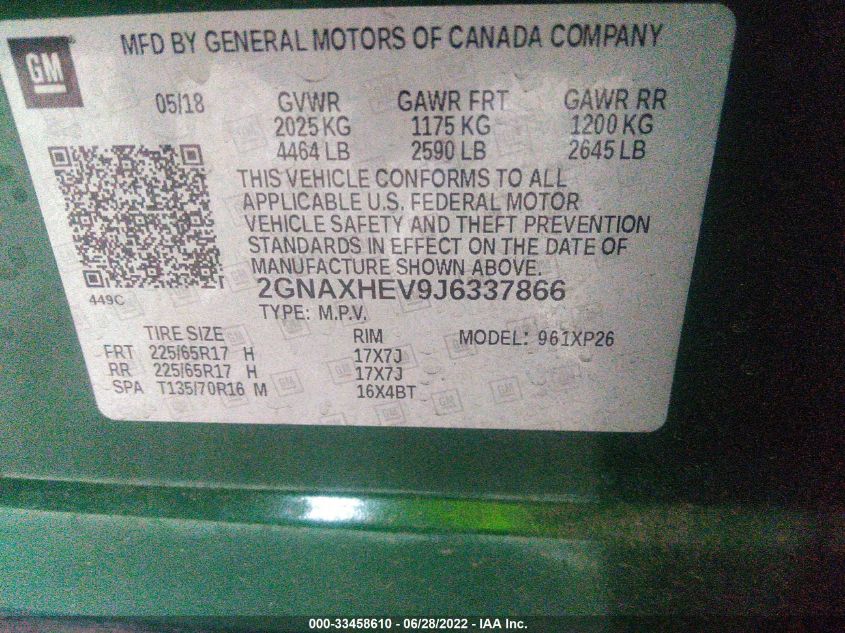 MFD BY GENERAL MOTORS OF CANADA COMPANY
GM
05/18 GVWR GAWR FRT GAWR RR
2025 KG 1175 KG 1200 KG
4464 LB 2590 LB 2645 LB
THIS VEHICLE CONFORMS TO ALL
APPLICABLE U.S. FEDERAL MOTOR
VEHICLE SAFETY AND THEFT PREVENTION
STANDARDS IN EFFECT ON THE DATE OF
MANUFACTURE SHOWN ABOVE.
449C
2GNAXHEV9J6337866
TYPE: M.P.V.
TIRE SIZE RIM MODEL: 961XP26
FRT 225/65R17 H 17X7J
RR 225/65R17 H 17X7J
SPA T135/70R16 M 16X4BT
000-33458610 - 06/28/2022 - IAA Inc.